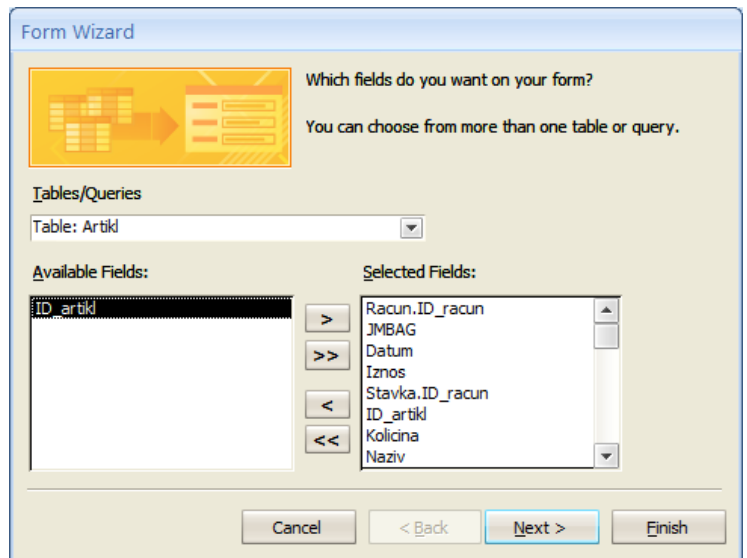 Form Wizard
Which fields do you want on your form?
You can choose from more than one table or query.
Tables/Queries
Table: Artikl
Available Fields:
ID_artikl
>
>>
<
<<
Selected Fields:
Racun.ID_racun
JMBAG
Datum
Iznos
Stavka.ID_racun
ID_artikl
Kolicina
Naziv
Cancel
< Back
Next >
Finish